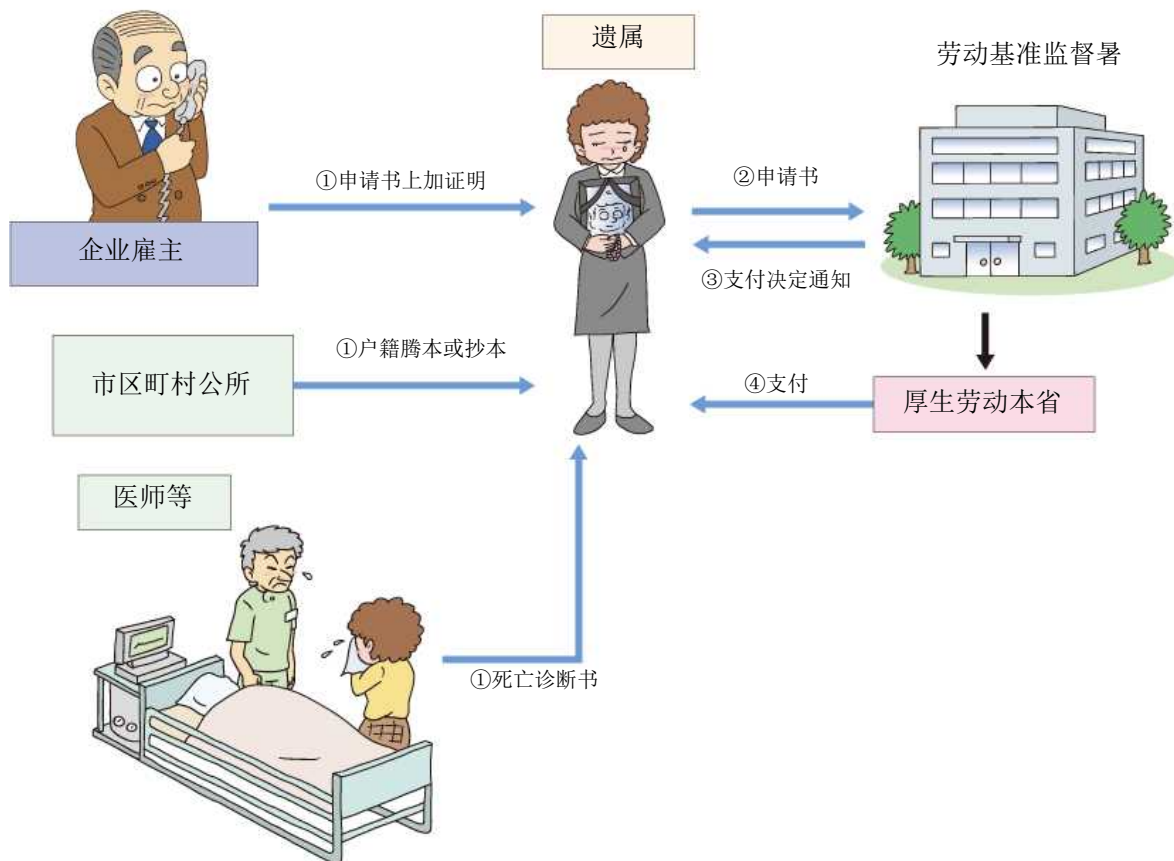 遗属
劳动基准监督暑
①申请书上加证明
②申请书
企业雇主
③支付决定通知
①户籍腾本或抄本
市区町村公所
④支付
厚生劳动本省
医师等
①死亡诊断书